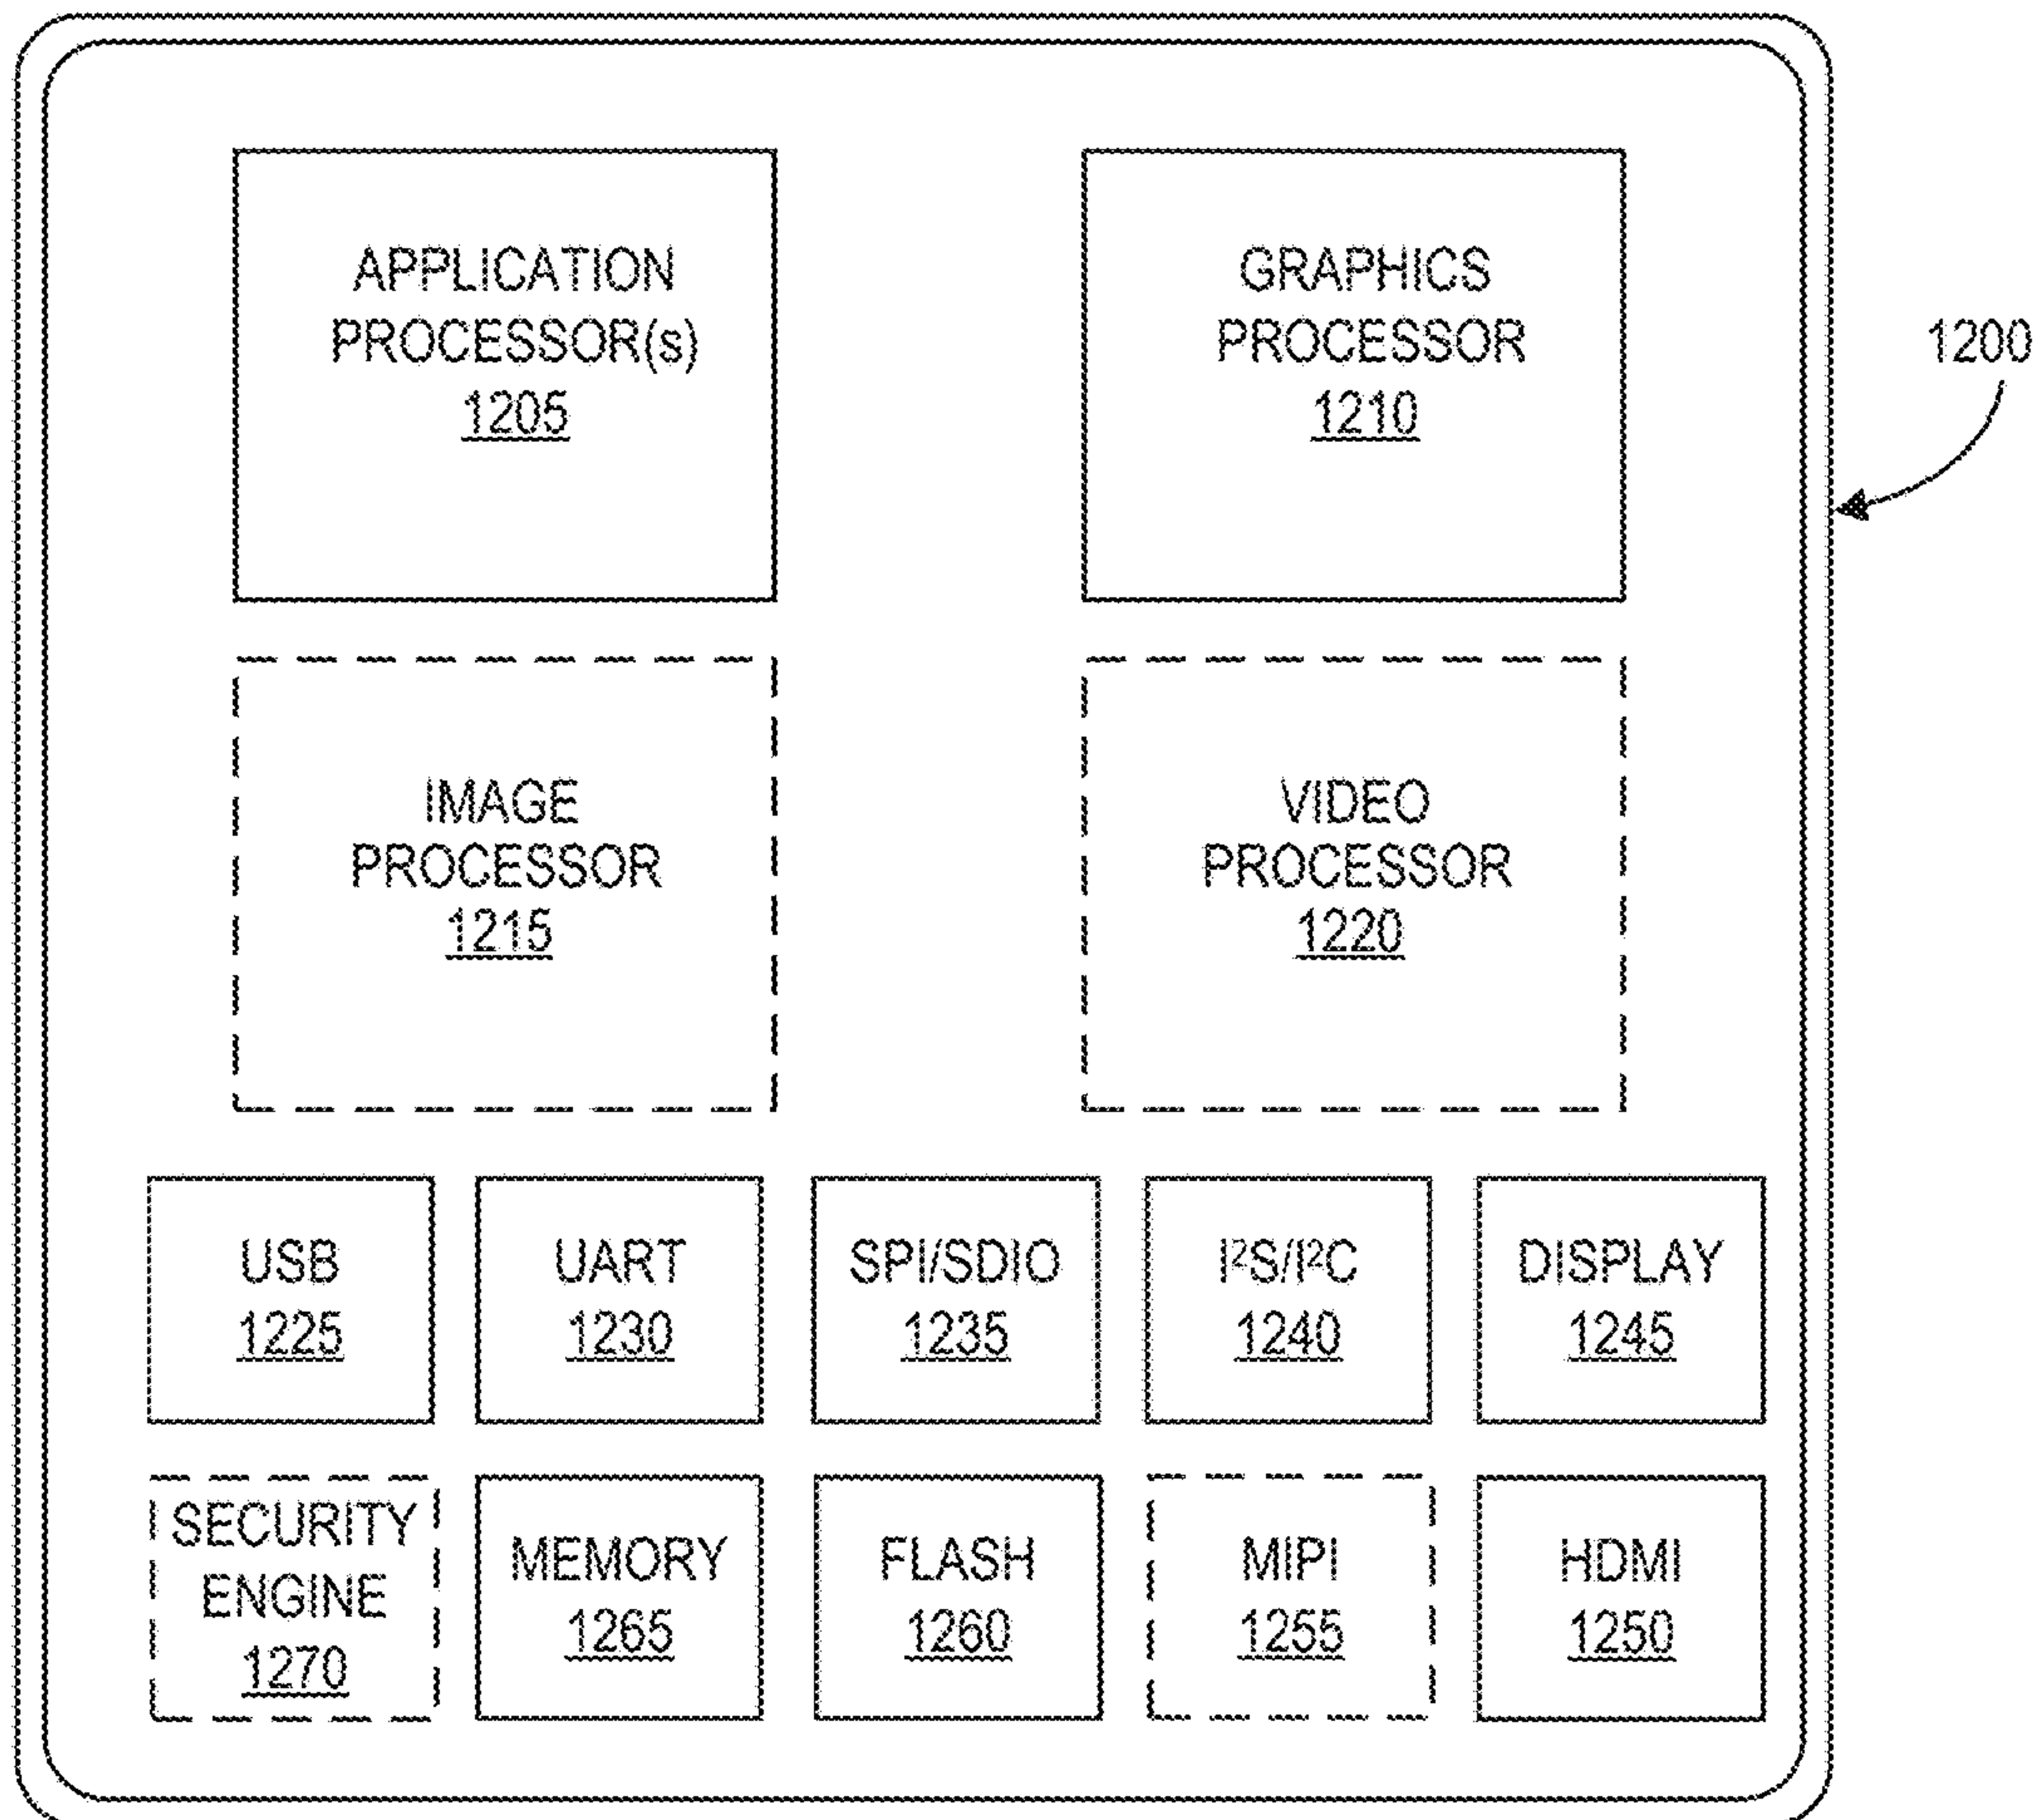 APPLICATION
PROCESSOR(s)
1205
GRAPHICS
PROCESSOR
1210
1200
IMAGE
PROCESSOR
1215
VIDEO
PROCESSOR
1220
USB
1225
UART
1230
SPI/SDIO
1235
I²S/I²C
1240
DISPLAY
1245
SECURITY
ENGINE
1270
MEMORY
1265
FLASH
1260
MIPI
1255
HDMI
1250